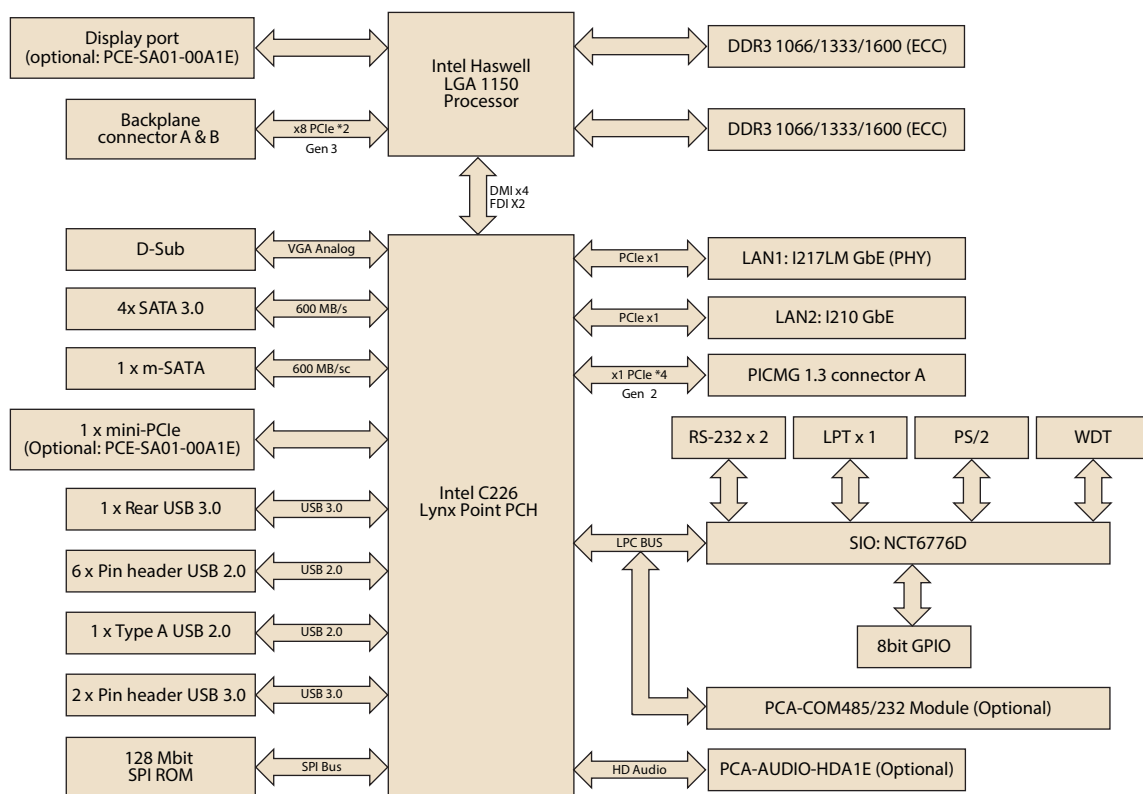 Display port
(optional: PCE-SA01-00A1E)
Intel Haswell
LGA 1150
Processor
DDR3 1066/1333/1600 (ECC)
Backplane
connector A & B
x8 PCIe *2
Gen 3
DDR3 1066/1333/1600 (ECC)
DMI x4
FDI X2
D-Sub
VGA Analog
4x SATA 3.0
600 MB/s
1 x m-SATA
600 MB/sc
1 x mini-PCIe
(Optional: PCE-SA01-00A1E)
1 x Rear USB 3.0
USB 3.0
6 x Pin header USB 2.0
USB 2.0
1 x Type A USB 2.0
USB 2.0
2 x Pin header USB 3.0
USB 3.0
128 Mbit
SPI ROM
SPI Bus
Intel C226
Lynx Point PCH
PCIe x1
LAN1: I217LM GbE (PHY)
PCIe x1
LAN2: I210 GbE
x1 PCIe *4
Gen 2
PICMG 1.3 connector A
RS-232 x 2
LPT x 1
PS/2
WDT
LPC BUS
SIO: NCT6776D
8bit GPIO
PCA-COM485/232 Module (Optional)
HD Audio
PCA-AUDIO-HDA1E (Optional)